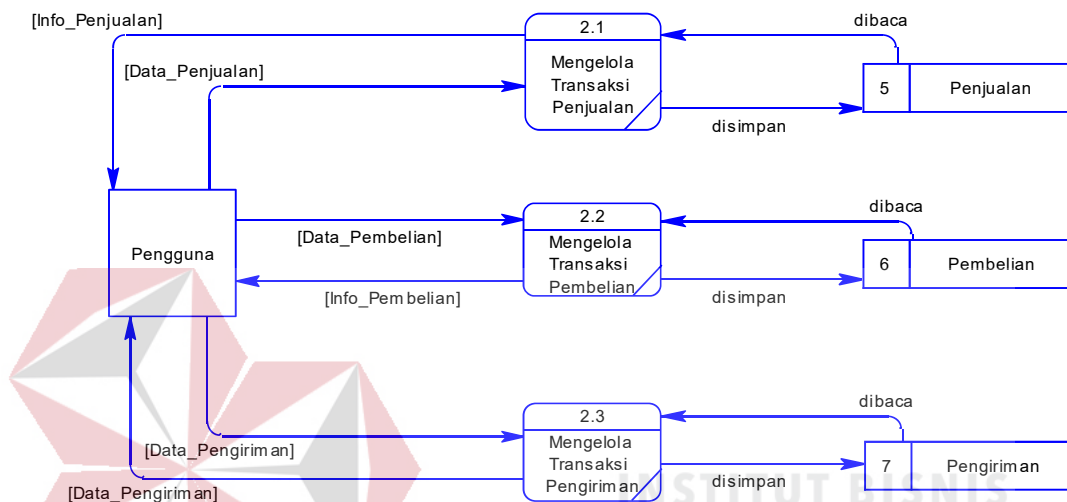 [Info_Penjualan]
2.1
dibaca
[Data_Penjualan]
Mengelola
Transaksi
Penjualan
5
Penjualan
disimpan
Pengguna
2.2
dibaca
[Data_Pembelian]
Mengelola
Transaksi
Pembelian
6
Pembelian
[Info_Pembelian]
disimpan
2.3
dibaca
[Data_Pengiriman]
Mengelola
Transaksi
Pengiriman
7
Pengiriman
[Data_Pengiriman]
disimpan
INSTITUT BISNIS